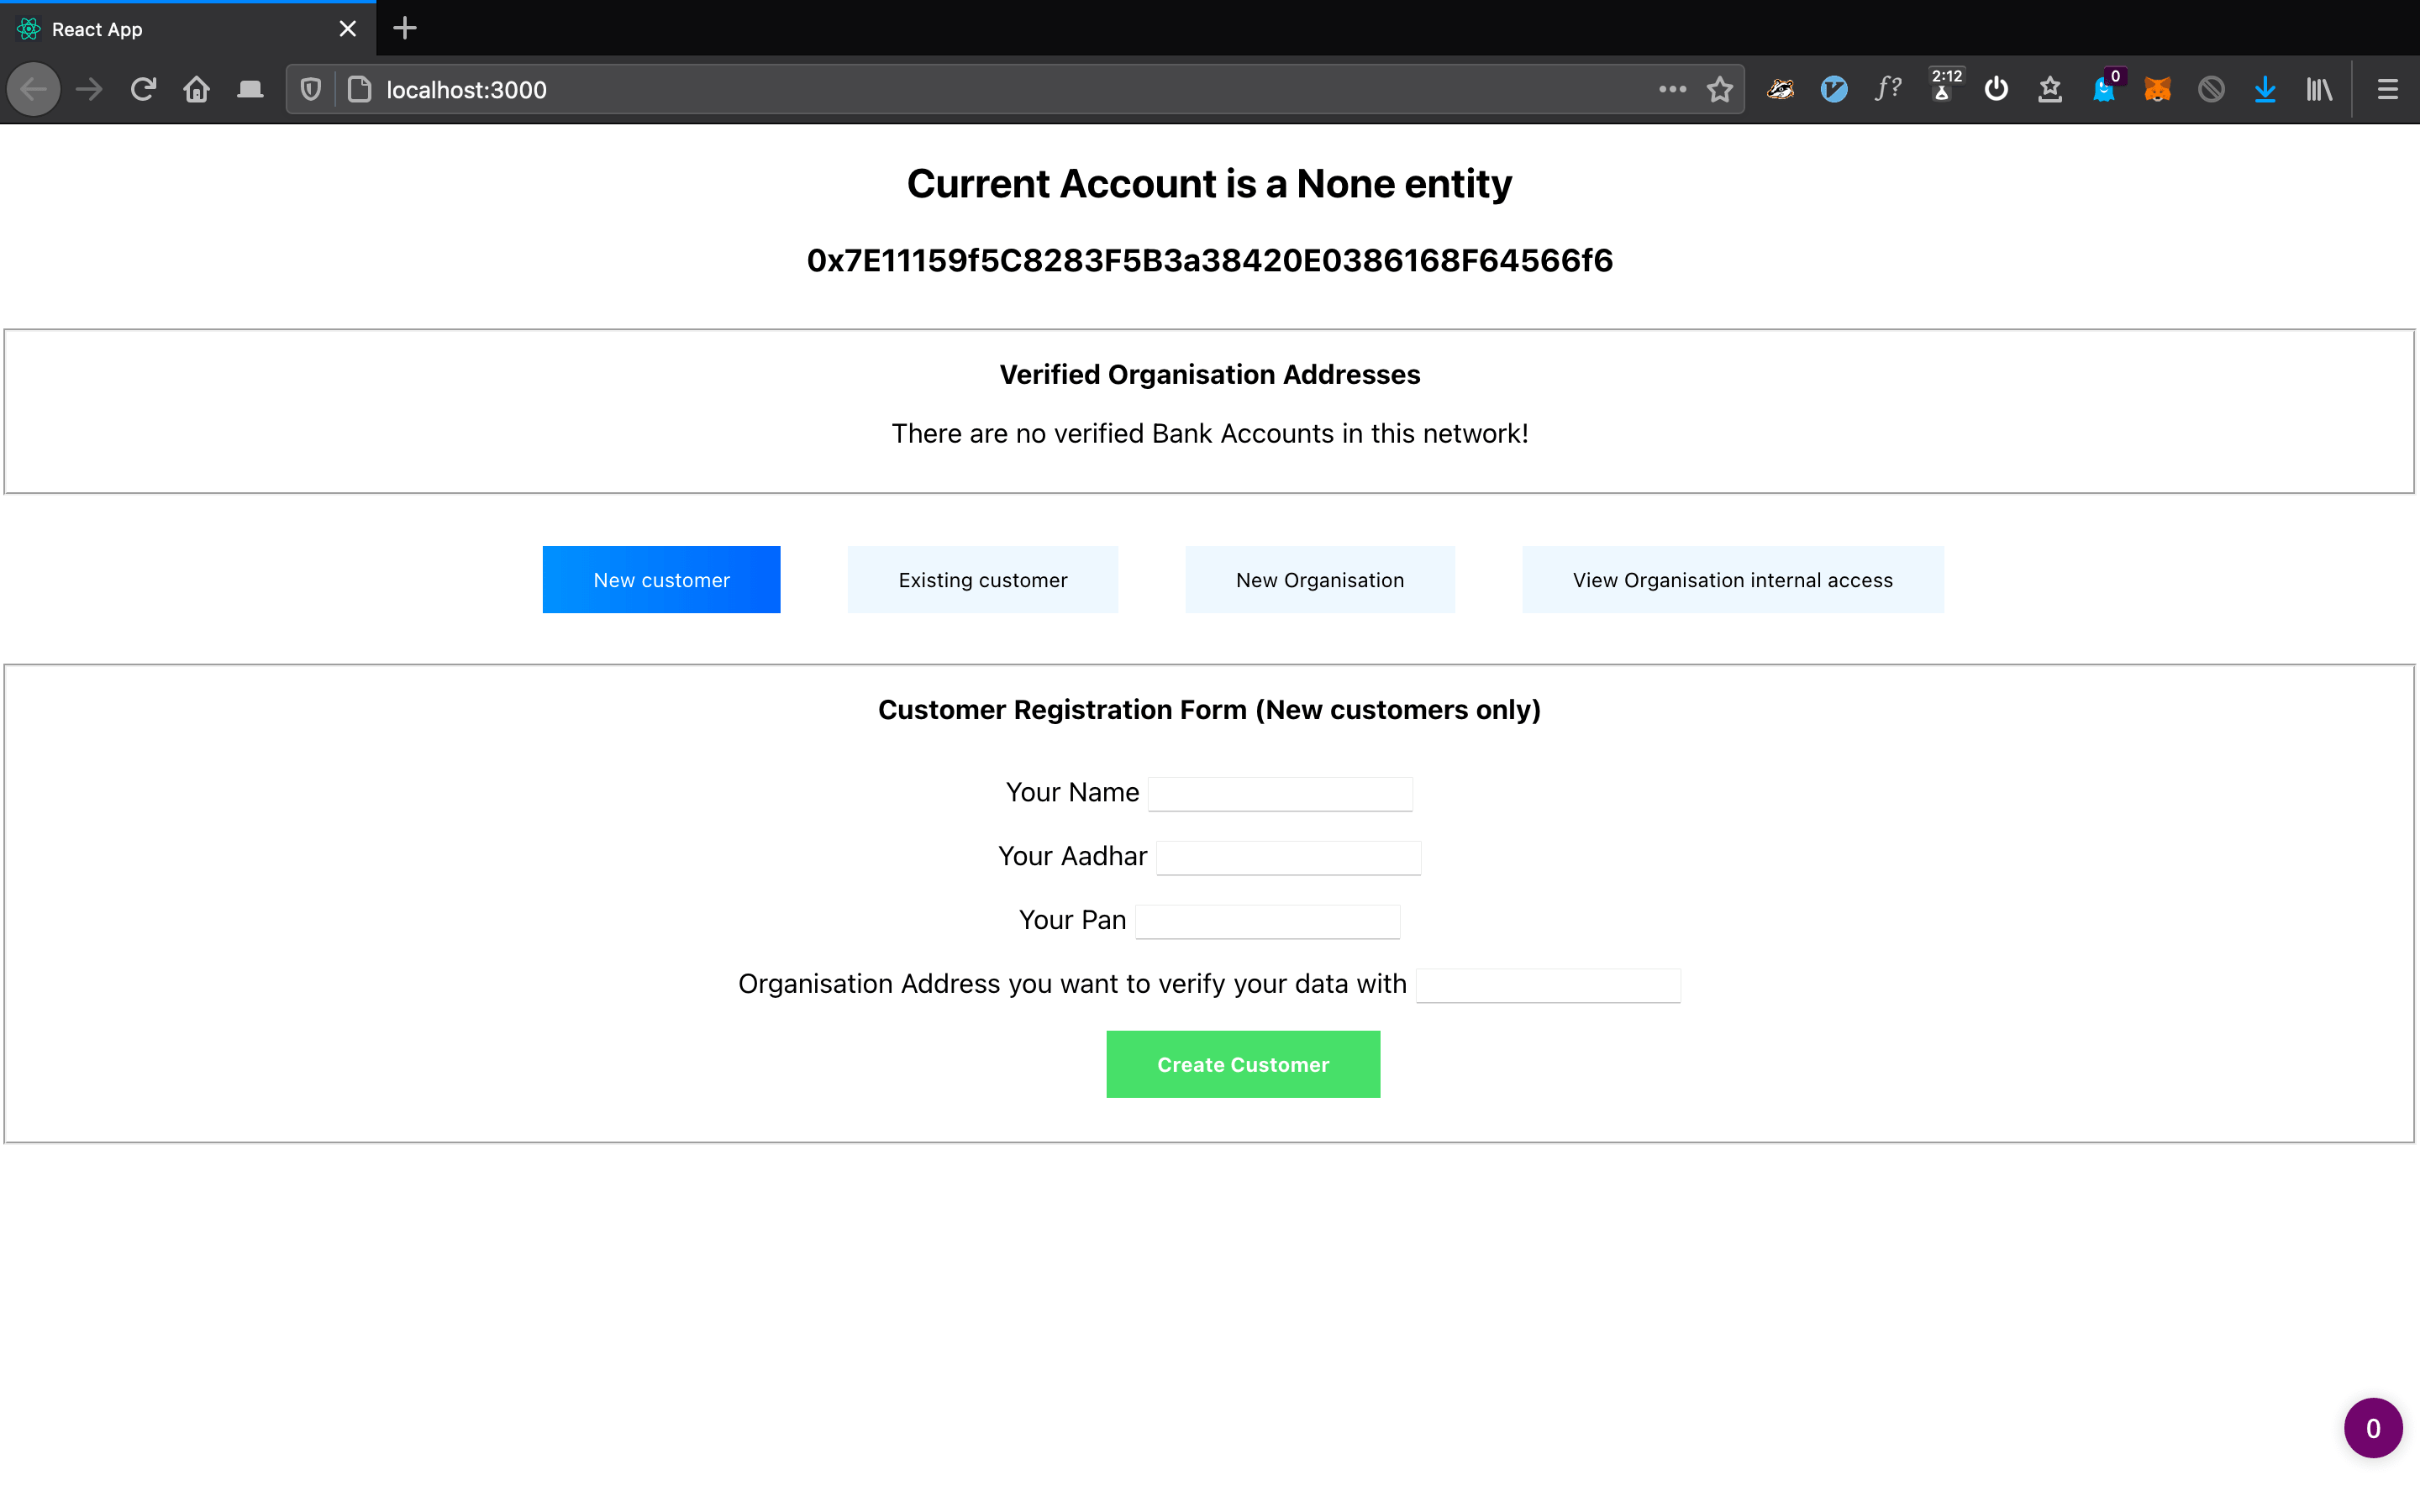 React App
localhost:3000
f?
2:12
0
Current Account is a None entity
0x7E11159f5C8283F5B3a38420E0386168F64566f6
Verified Organisation Addresses
There are no verified Bank Accounts in this network!
New customer
Existing customer
New Organisation
View Organisation internal access
Customer Registration Form (New customers only)
Your Name
Your Aadhar
Your Pan
Organisation Address you want to verify your data with
Create Customer
0